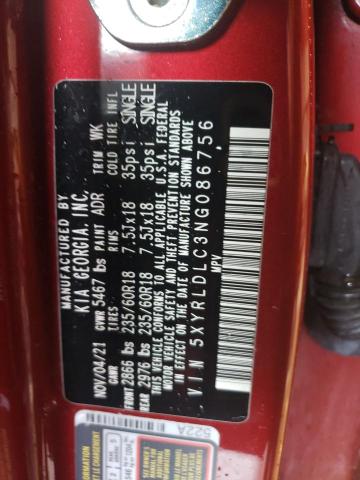 MANUFACTURED BY
KIA GEORGIA, INC.
NOV/04/21 GVWR 5467 lbs PAINT ADR TRIM WK
GAWR TIRES RIMS COLD TIRE INFL
FRONT 2866 lbs 235/60R18 7.5Jx18 35psi SINGLE
REAR 2976 lbs 235/60R18 7.5Jx18 35psi SINGLE
THIS VEHICLE CONFORMS TO ALL APPLICABLE U.S.A. FEDERAL
MOTOR VEHICLE SAFETY AND THEFT PREVENTION STANDARDS
IN EFFECT ON THE DATE OF MANUFACTURE SHOWN ABOVE.
V I N 5XYRLDLC3NG086756
MPV
522A